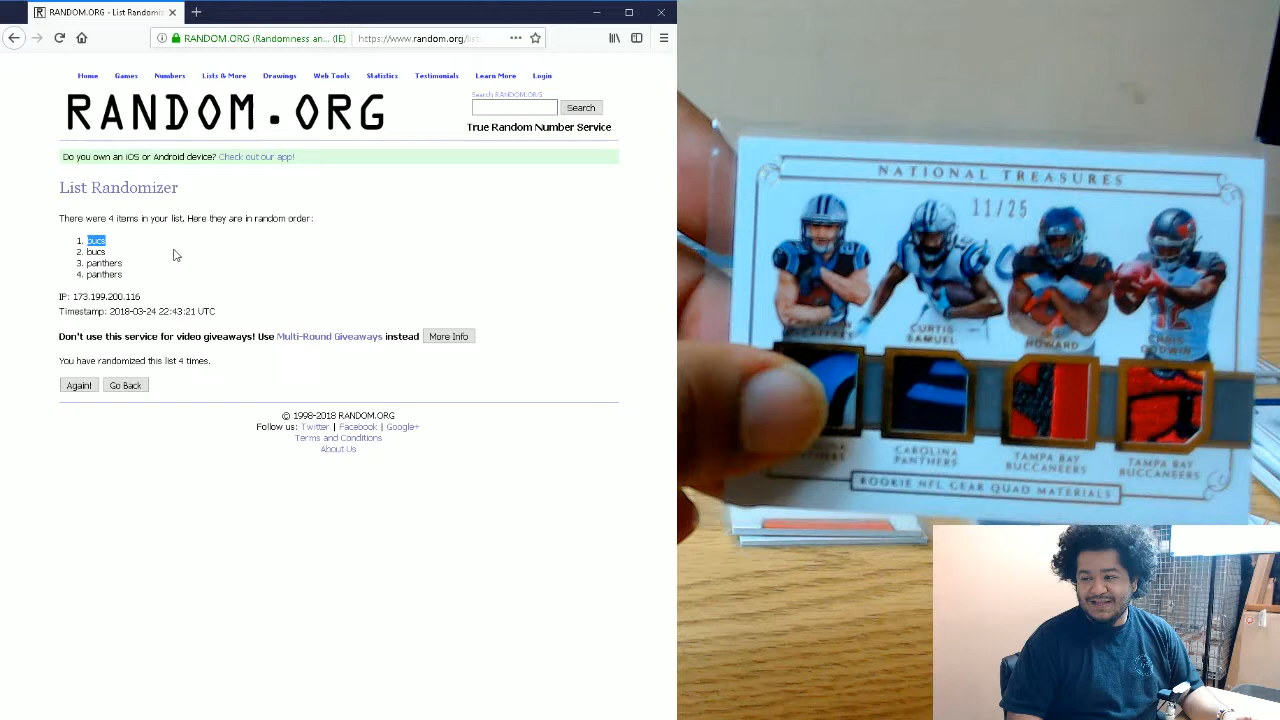 RANDOM.ORG - List Randomiz
RANDOM.ORG (Randomness an... (IE)
https://www.random.org/list
Home Games Numbers Lists & More Drawings Web Tools Statistics Testimonials Learn More Login
RANDOM.ORG
Search RANDOM.ORG
Search
True Random Number Service
Do you own an iOS or Android device? Check out our app!
List Randomizer
There were 4 items in your list. Here they are in random order:
1. bucs
2. bucs
3. panthers
4. panthers
IP: 173.199.200.116
Timestamp: 2018-03-24 22:43:21 UTC
Don't use this service for video giveaways! Use Multi-Round Giveaways instead More Info
You have randomized this list 4 times.
Again! Go Back
© 1998-2018 RANDOM.ORG
Follow us: Twitter | Facebook | Google+
Terms and Conditions
About Us
NATIONAL TREASURES
11/25
CURTIS
SAMUEL
HOWARD
CHRIS
GODWIN
PANTHERS
CAROLINA
PANTHERS
TAMPA BAY
BUCCANEERS
TAMPA BAY
BUCCANEERS
ROOKIE NFL GEAR QUAD MATERIALS